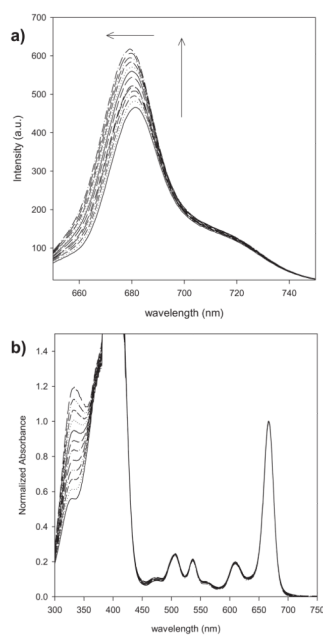 a)
700
600
500
400
300
200
100
Intensity (a.u.)
660 680 700 720 740
wavelength (nm)
b)
1.4
1.2
1.0
0.8
0.6
0.4
0.2
0.0
Normalized Absorbance
300 350 400 450 500 550 600 650 700 750
wavelength (nm)